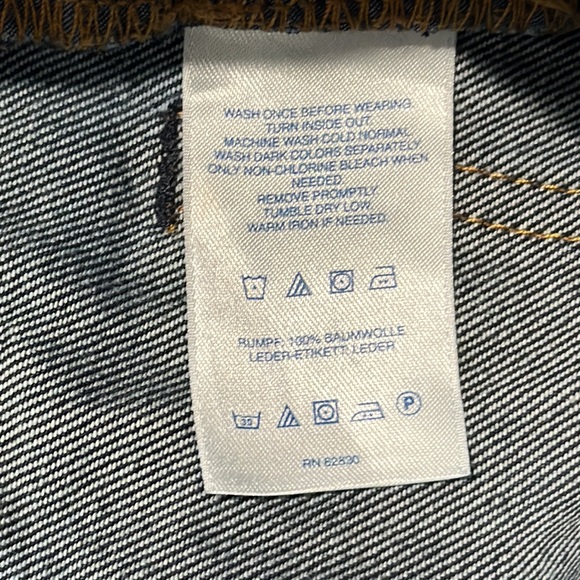 WASH ONCE BEFORE WEARING.
TURN INSIDE OUT.
MACHINE WASH COLD NORMAL.
WASH DARK COLORS SEPARATELY.
ONLY NON-CHLORINE BLEACH WHEN
NEEDED.
REMOVE PROMPTLY.
TUMBLE DRY LOW.
WARM IRON IF NEEDED.
RUMPF: 100% BAUMWOLLE
LEDER-ETIKETT: LEDER
30 P
RN 62830